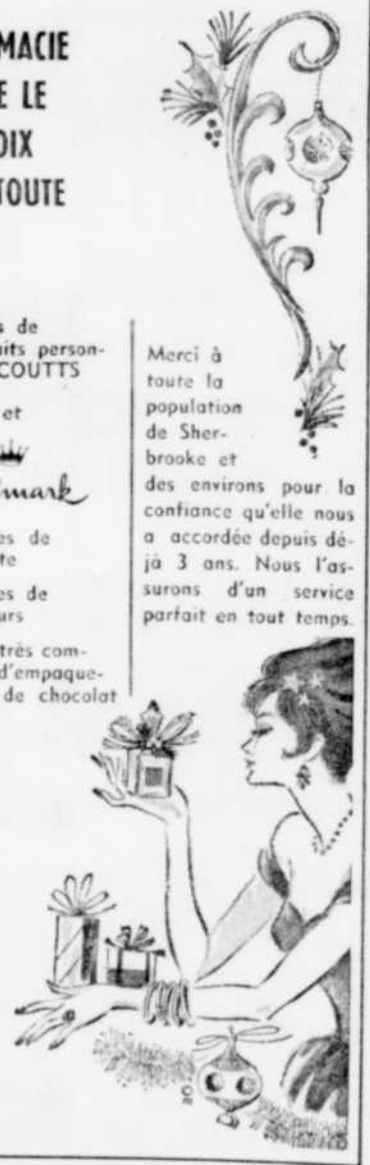 MACIE
E LE
OIX
TOUTE
s de
uits person-
COUTTS
et
lmark
es de
te
es de
urs
très com-
d'empaque-
de chocolat
Merci à
toute la
population
de Sher-
brooke et
des environs pour la
confiance qu'elle nous
a accordée depuis dé-
jà 3 ans. Nous l'as-
surons d'un service
parfait en tout temps.